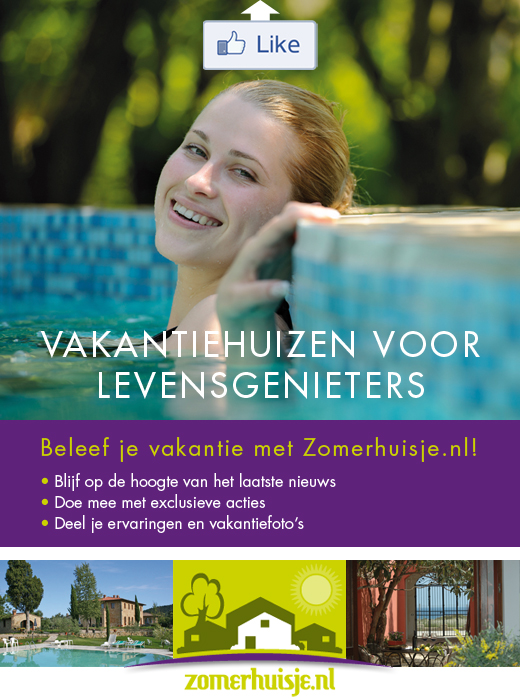 Like
VAKANTIEHUIZEN VOOR
LEVENSGENIETERS
Beleef je vakantie met Zomerhuisje.nl!
• Blijf op de hoogte van het laatste nieuws
• Doe mee met exclusieve acties
• Deel je ervaringen en vakantiefoto's
zomerhuisje.nl